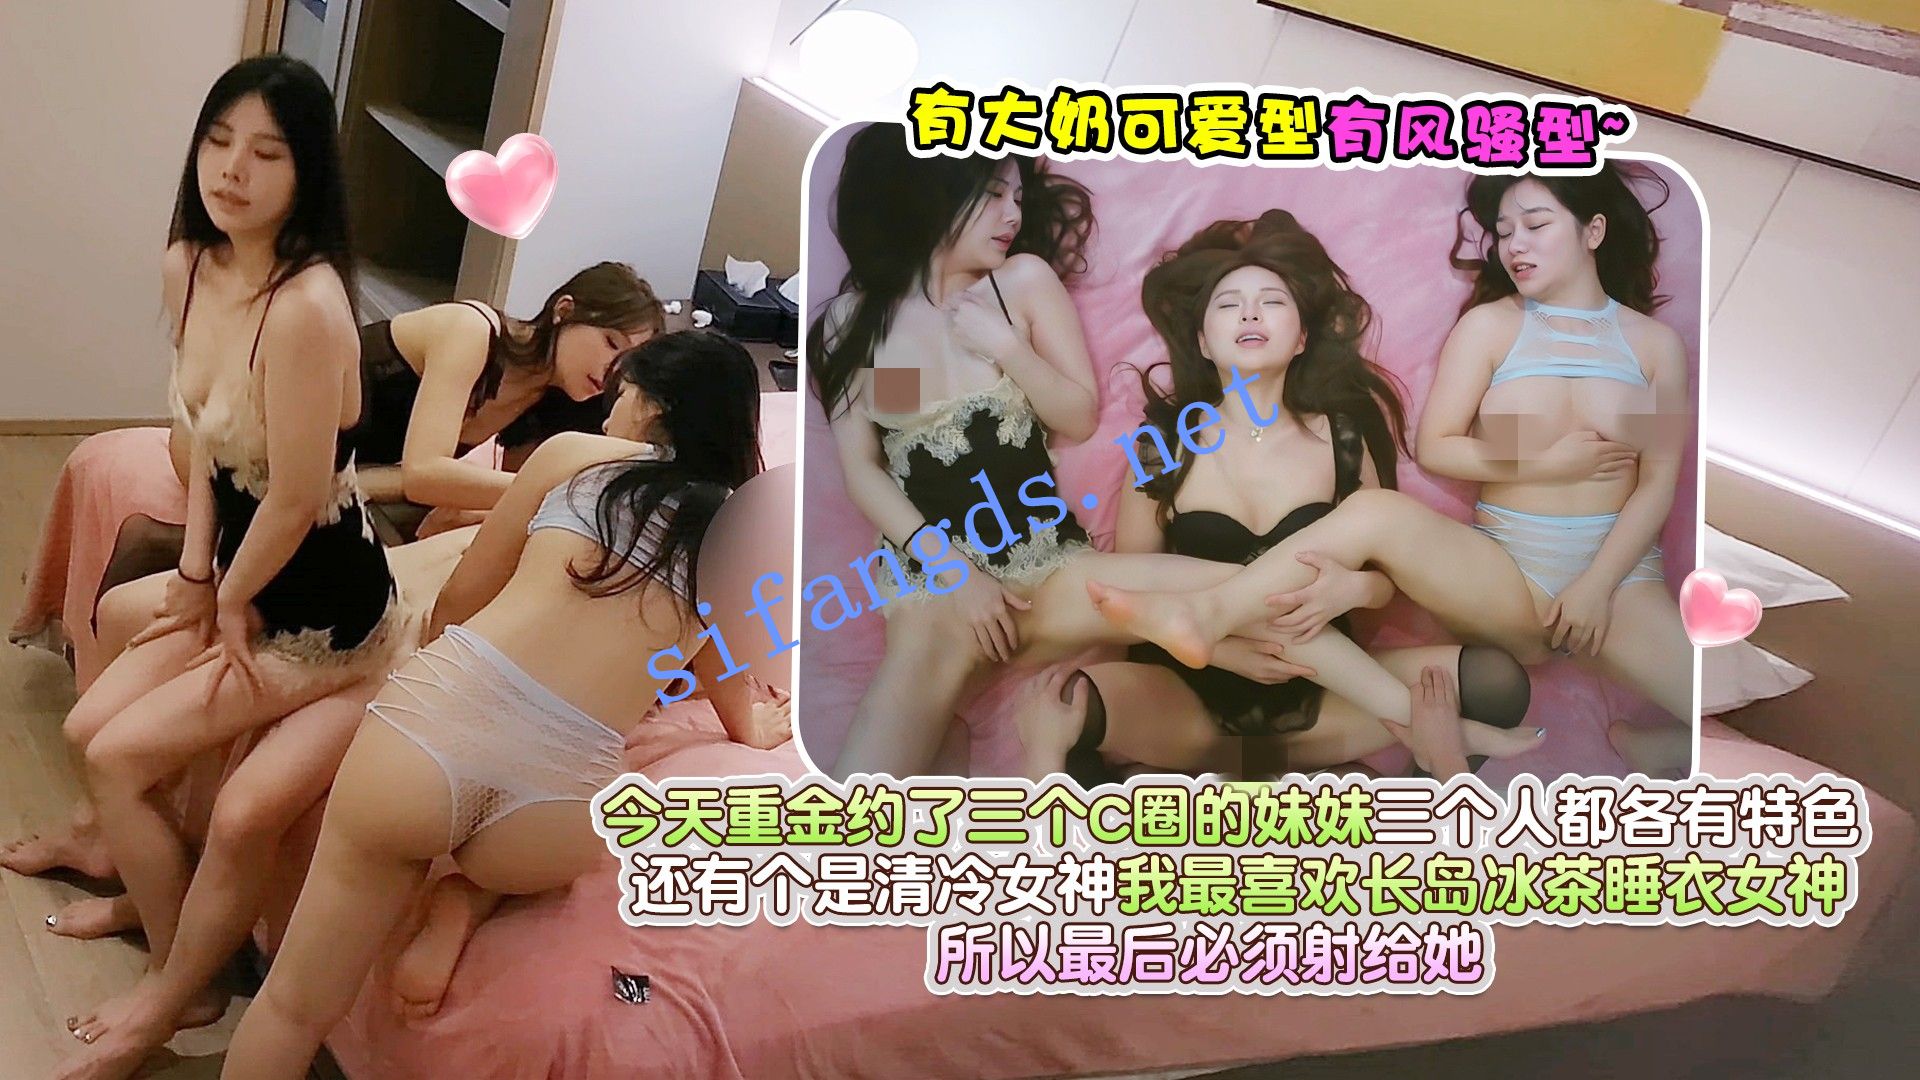 有大奶可爱型有风骚型~
sifangds.net
今天重金约了三个C圈的妹妹三个人都各有特色
还有个是清冷女神我最喜欢长岛冰茶睡衣女神
所以最后必须射给她